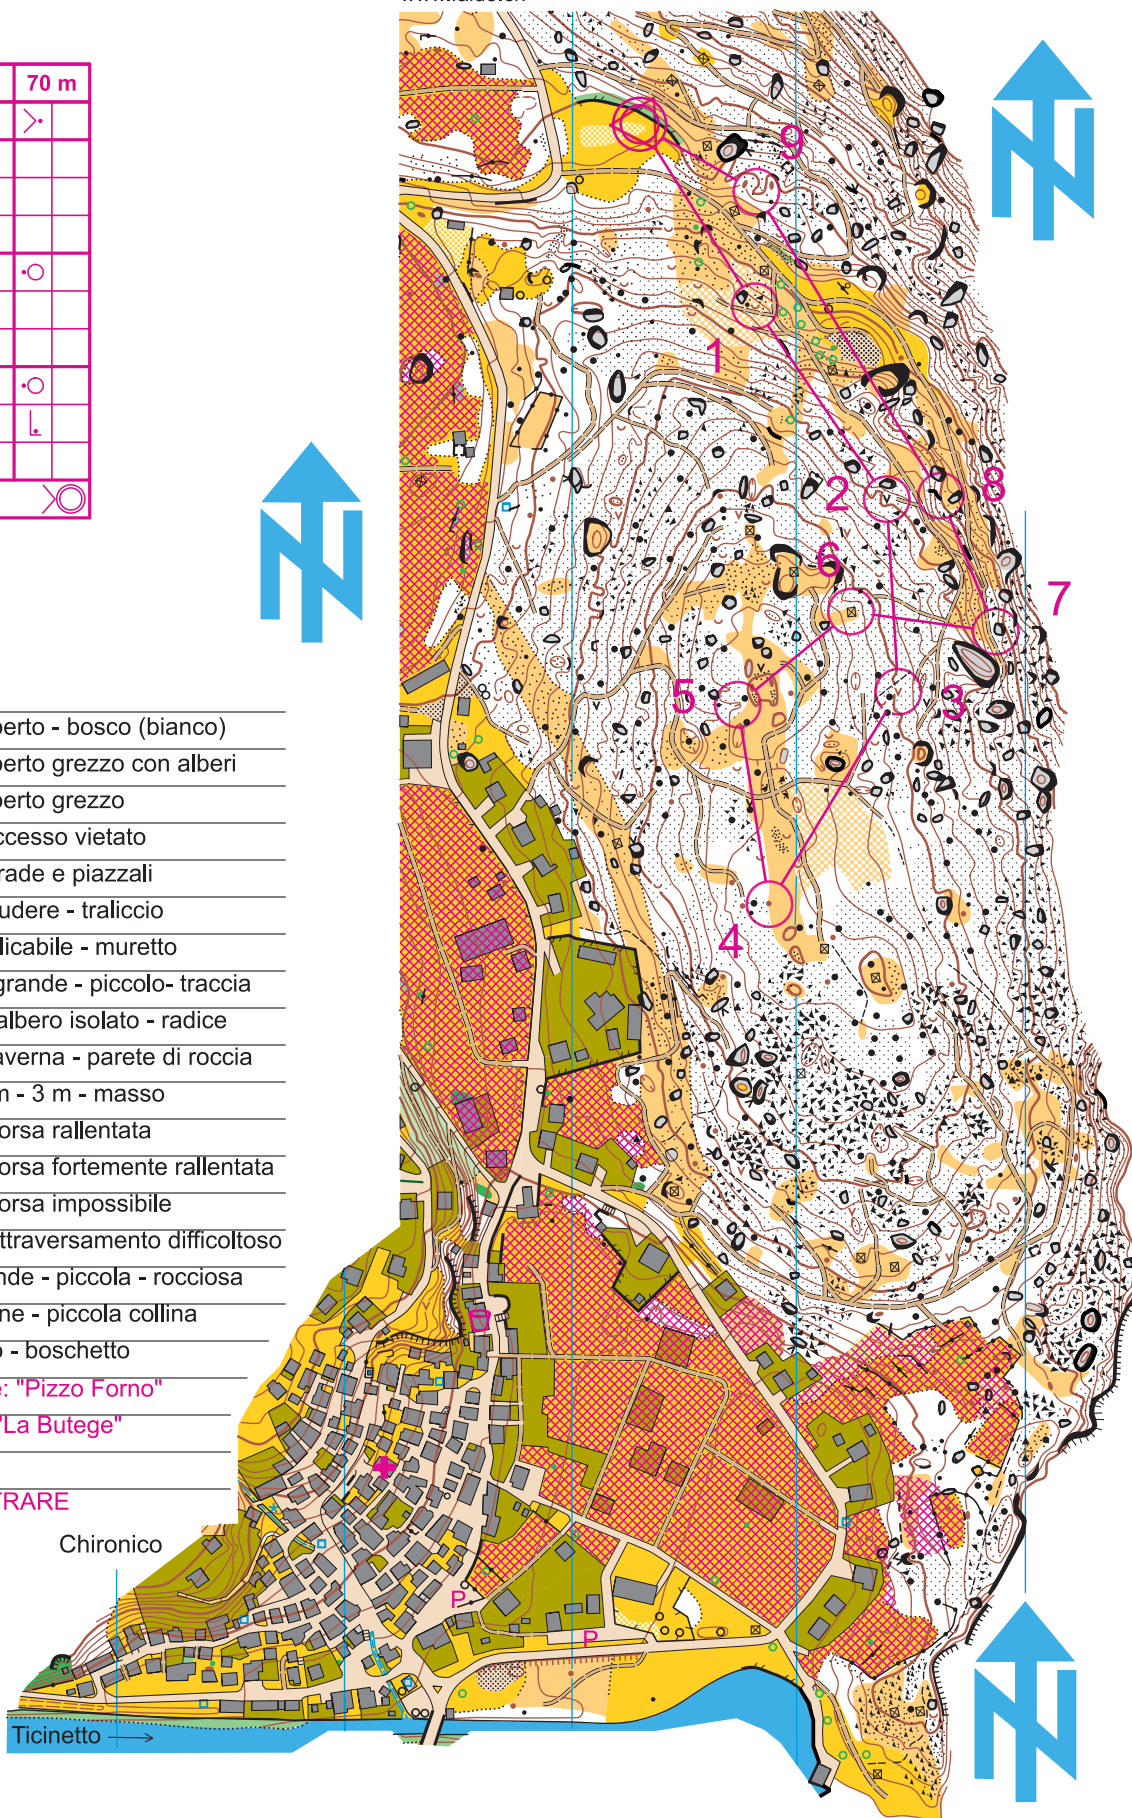 70 m
perto - bosco (bianco)
perto grezzo con alberi
perto grezzo
ccesso vietato
rade e piazzali
udere - traliccio
licabile - muretto
grande - piccolo- traccia
albero isolato - radice
averna - parete di roccia
m - 3 m - masso
orsa rallentata
orsa fortemente rallentata
orsa impossibile
ttraversamento difficoltoso
nde - piccola - rocciosa
ne - piccola collina
o - boschetto
e: "Pizzo Forno"
"La Butege"
TRARE
Chironico
Ticinetto
9
1
2
8
6
7
5
3
4
P
P
N
N
N